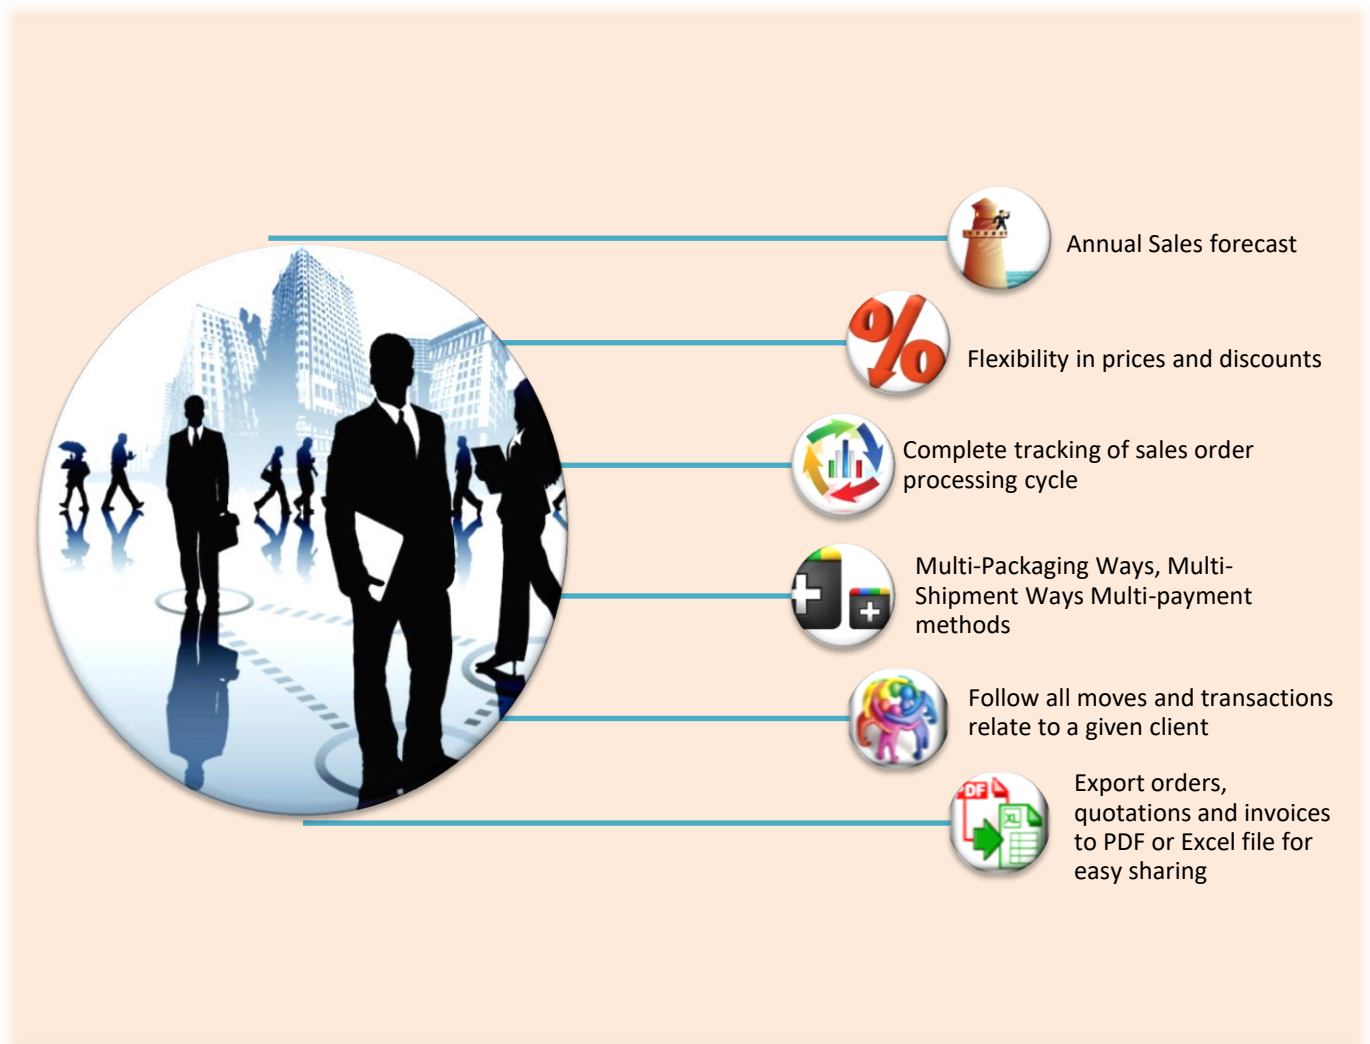 Annual Sales forecast
Flexibility in prices and discounts
Complete tracking of sales order
processing cycle
Multi-Packaging Ways, Multi-
Shipment Ways Multi-payment
methods
Follow all moves and transactions
relate to a given client
PDF
XL
Export orders,
quotations and invoices
to PDF or Excel file for
easy sharing